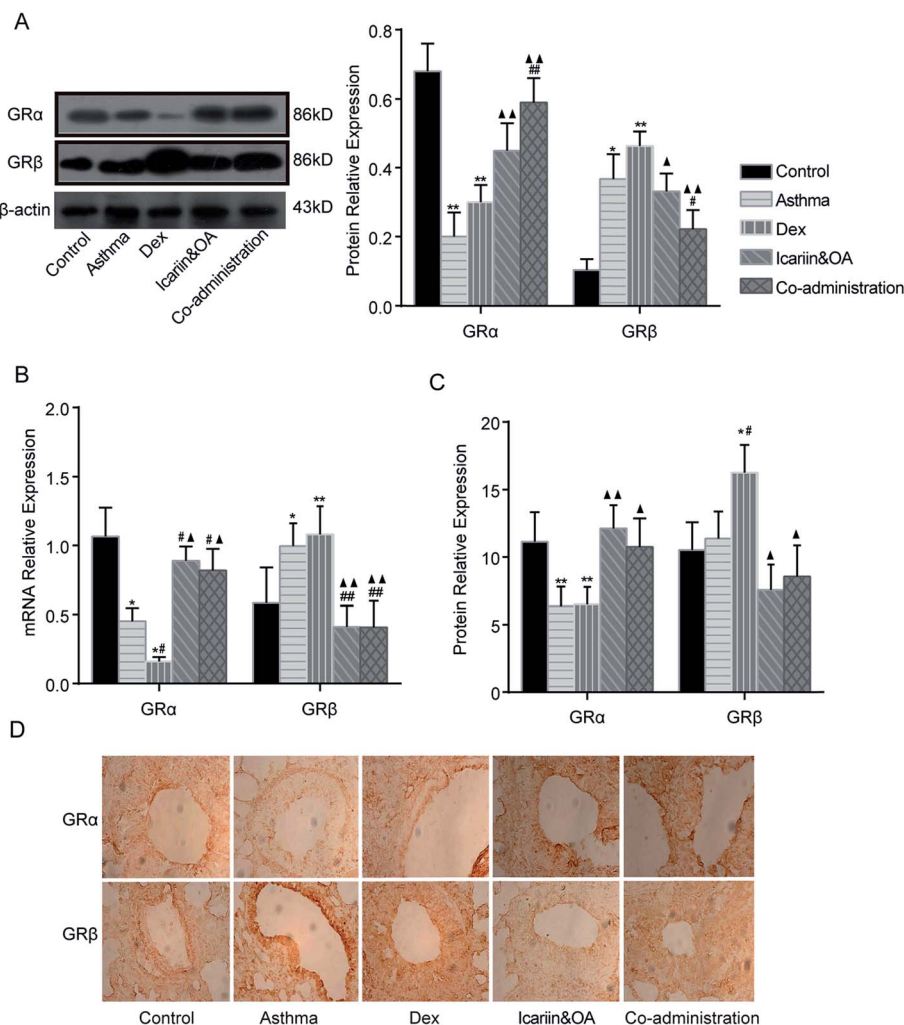 A
GRα
86kD
GRβ
86kD
β-actin
43kD
Control
Asthma
Dex
Icariin&OA
Co-administration
Protein Relative Expression
0.8
0.6
0.4
0.2
0.0
**
**
▲▲
▲▲
##
*
**
▲
▲▲
#
GRα
GRβ
Control
Asthma
Dex
Icariin&OA
Co-administration
B
mRNA Relative Expression
2.0
1.5
1.0
0.5
0.0
*
*#
#▲
#▲
*
**
▲▲
##
▲▲
##
GRα
GRβ
C
Protein Relative Expression
20
15
10
5
0
**
**
▲▲
▲
*#
▲
▲
GRα
GRβ
D
GRα
GRβ
Control
Asthma
Dex
Icariin&OA
Co-administration